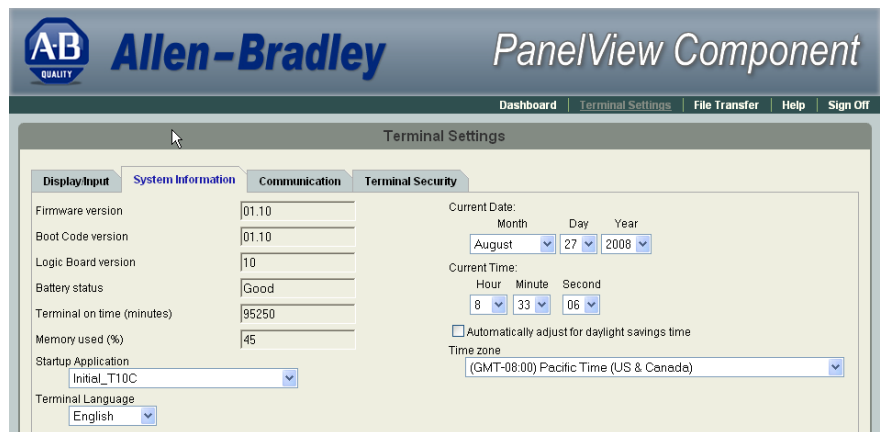 A-B
QUALITY
Allen-Bradley
PanelView Component
Dashboard | Terminal Settings | File Transfer | Help | Sign Off
Terminal Settings
Display/Input System Information Communication Terminal Security
Firmware version 01.10
Boot Code version 01.10
Logic Board version 10
Battery status Good
Terminal on time (minutes) 95250
Memory used (%) 45
Startup Application
Initial_T10C
Terminal Language
English
Current Date:
Month Day Year
August 27 2008
Current Time:
Hour Minute Second
8 33 06
Automatically adjust for daylight savings time
Time zone
(GMT-08:00) Pacific Time (US & Canada)